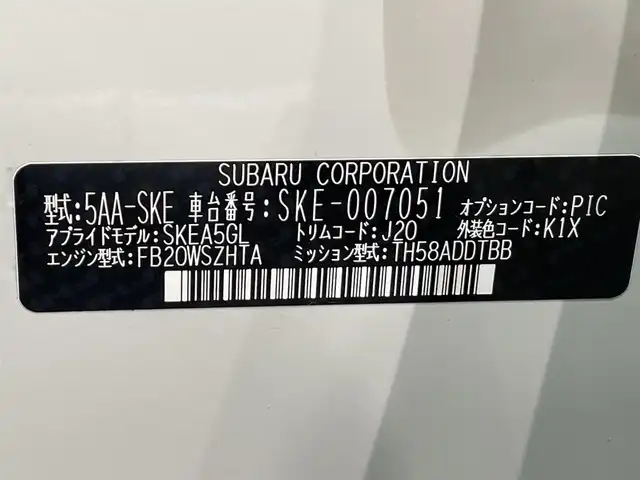 SUBARU CORPORATION
型式:5AA-SKE 車台番号:SKE-007051 オプションコード:PIC
アプライドモデル:SKEA5GL トリムコード:J20 外装色コード:K1X
エンジン型式:FB20WSZHTA ミッション型式:TH58ADDTBB